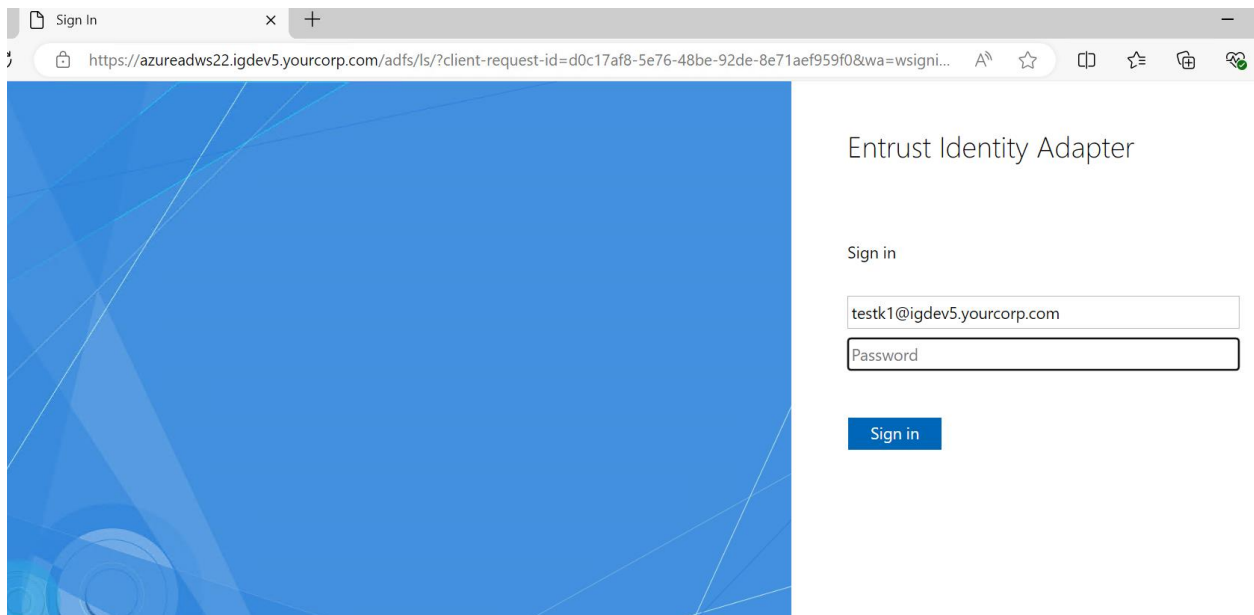 Sign In
https://azureadws22.igdev5.yourcorp.com/adfs/ls/?client-request-id=d0c17af8-5e76-48be-92de-8e71aef959f0&wa=wsigni...
Entrust Identity Adapter
Sign in
testk1@igdev5.yourcorp.com
Password
Sign in